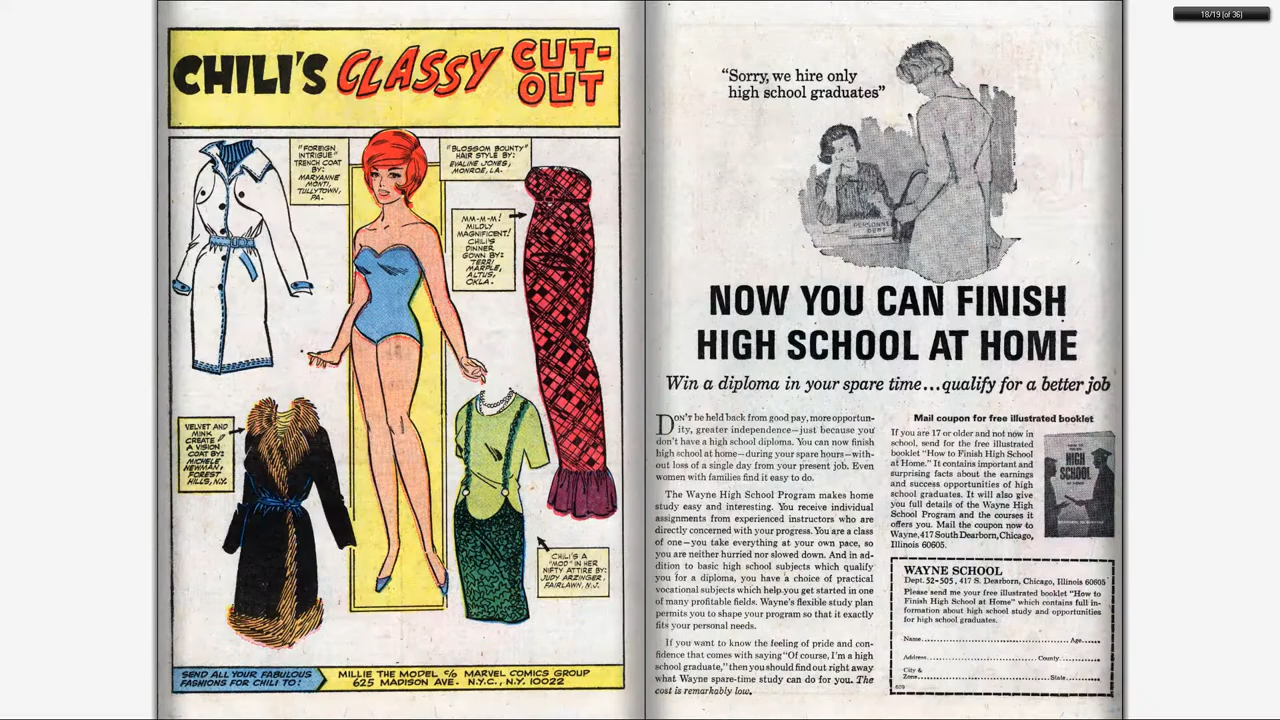 18/19 (of 36)
CHILI'S CLASSY CUT-
OUT
"FOREIGN
INTRIGUE"
TRENCH COAT
BY:
MARYANNE
MONTI,
TULLYTOWN,
PA.
"BLOSSOM BOUNTY"
HAIR STYLE BY:
EVALINE JONES,
MONROE, LA.
MM-M-M!
MILDLY
MAGNIFICENT!
CHILI'S
DINNER
GOWN BY:
TERRI
MARPLE,
ALTUS,
OKLA.
VELVET AND
MINK
CREATE
A VISION
COAT BY:
MICHELE
NEWMAN,
FOREST
HILLS, N.Y.
CHILI'S A
"MOD" IN HER
NIFTY ATTIRE BY:
JUDY ARZINGER,
FAIRLAWN, N.J.
SEND ALL YOUR FABULOUS
FASHIONS FOR CHILI TO:
MILLIE THE MODEL c/o MARVEL COMICS GROUP
625 MADISON AVE. N.Y.C., N.Y. 10022
"Sorry, we hire only
high school graduates"
PERSONNEL
DEPT
NOW YOU CAN FINISH
HIGH SCHOOL AT HOME
Win a diploma in your spare time...qualify for a better job
DON'T be held back from good pay, more opportun-
ity, greater independence—just because you
don't have a high school diploma. You can now finish
high school at home—during your spare hours—with-
out loss of a single day from your present job. Even
women with families find it easy to do.
The Wayne High School Program makes home
study easy and interesting. You receive individual
assignments from experienced instructors who are
directly concerned with your progress. You are a class
of one—you take everything at your own pace, so
you are neither hurried nor slowed down. And in ad-
dition to basic high school subjects which qualify
you for a diploma, you have a choice of practical
vocational subjects which help you get started in one
of many profitable fields. Wayne's flexible study plan
permits you to shape your program so that it exactly
fits your personal needs.
If you want to know the feeling of pride and con-
fidence that comes with saying "Of course, I'm a high
school graduate," then you should find out right away
what Wayne spare-time study can do for you. The
cost is remarkably low.
Mail coupon for free illustrated booklet
If you are 17 or older and not now in
school, send for the free illustrated
booklet "How to Finish High School
at Home." It contains important and
surprising facts about the earnings
and success opportunities of high
school graduates. It will also give
you full details of the Wayne High
School Program and the courses it
offers you. Mail the coupon now to
Wayne, 417 South Dearborn, Chicago,
Illinois 60605.
HIGH
SCHOOL
WAYNE SCHOOL
Dept. 52-505, 417 S. Dearborn, Chicago, Illinois 60605
Please send me your free illustrated booklet "How to
Finish High School at Home" which contains full in-
formation about high school study and opportunities
for high school graduates.
Name Age
Address County
City &
Zone State